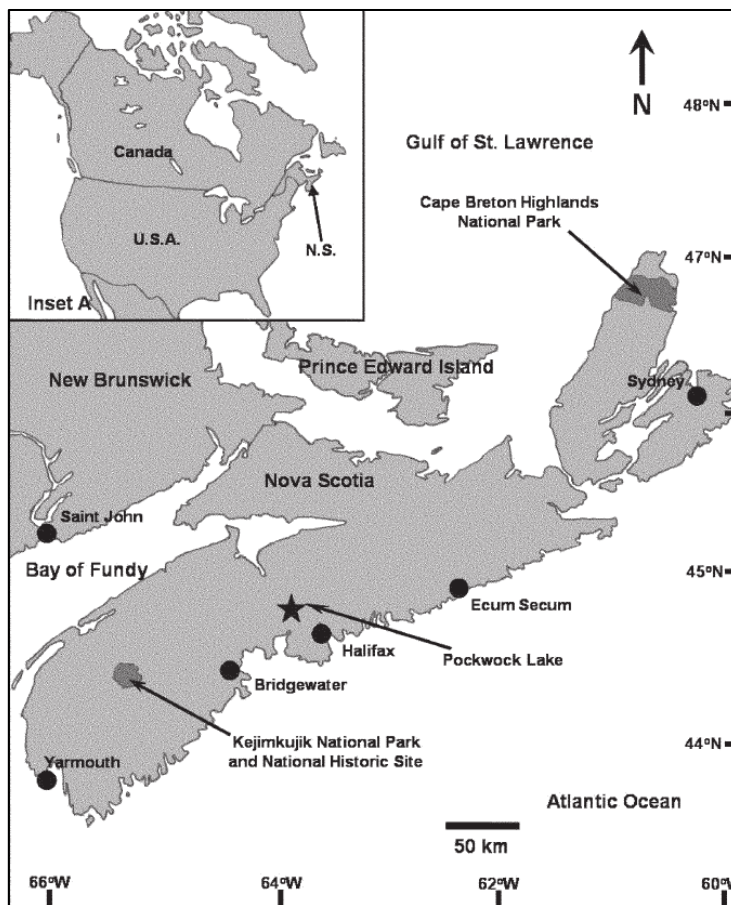 Canada
U.S.A.
N.S.
Inset A
N
48°N
Gulf of St. Lawrence
Cape Breton Highlands
National Park
47°N
New Brunswick
Prince Edward Island
Sydney
Nova Scotia
Saint John
Bay of Fundy
45°N
Ecum Secum
Halifax
Pockwock Lake
Bridgewater
Kejimkujik National Park
and National Historic Site
44°N
Yarmouth
Atlantic Ocean
50 km
66°W
64°W
62°W
60°W